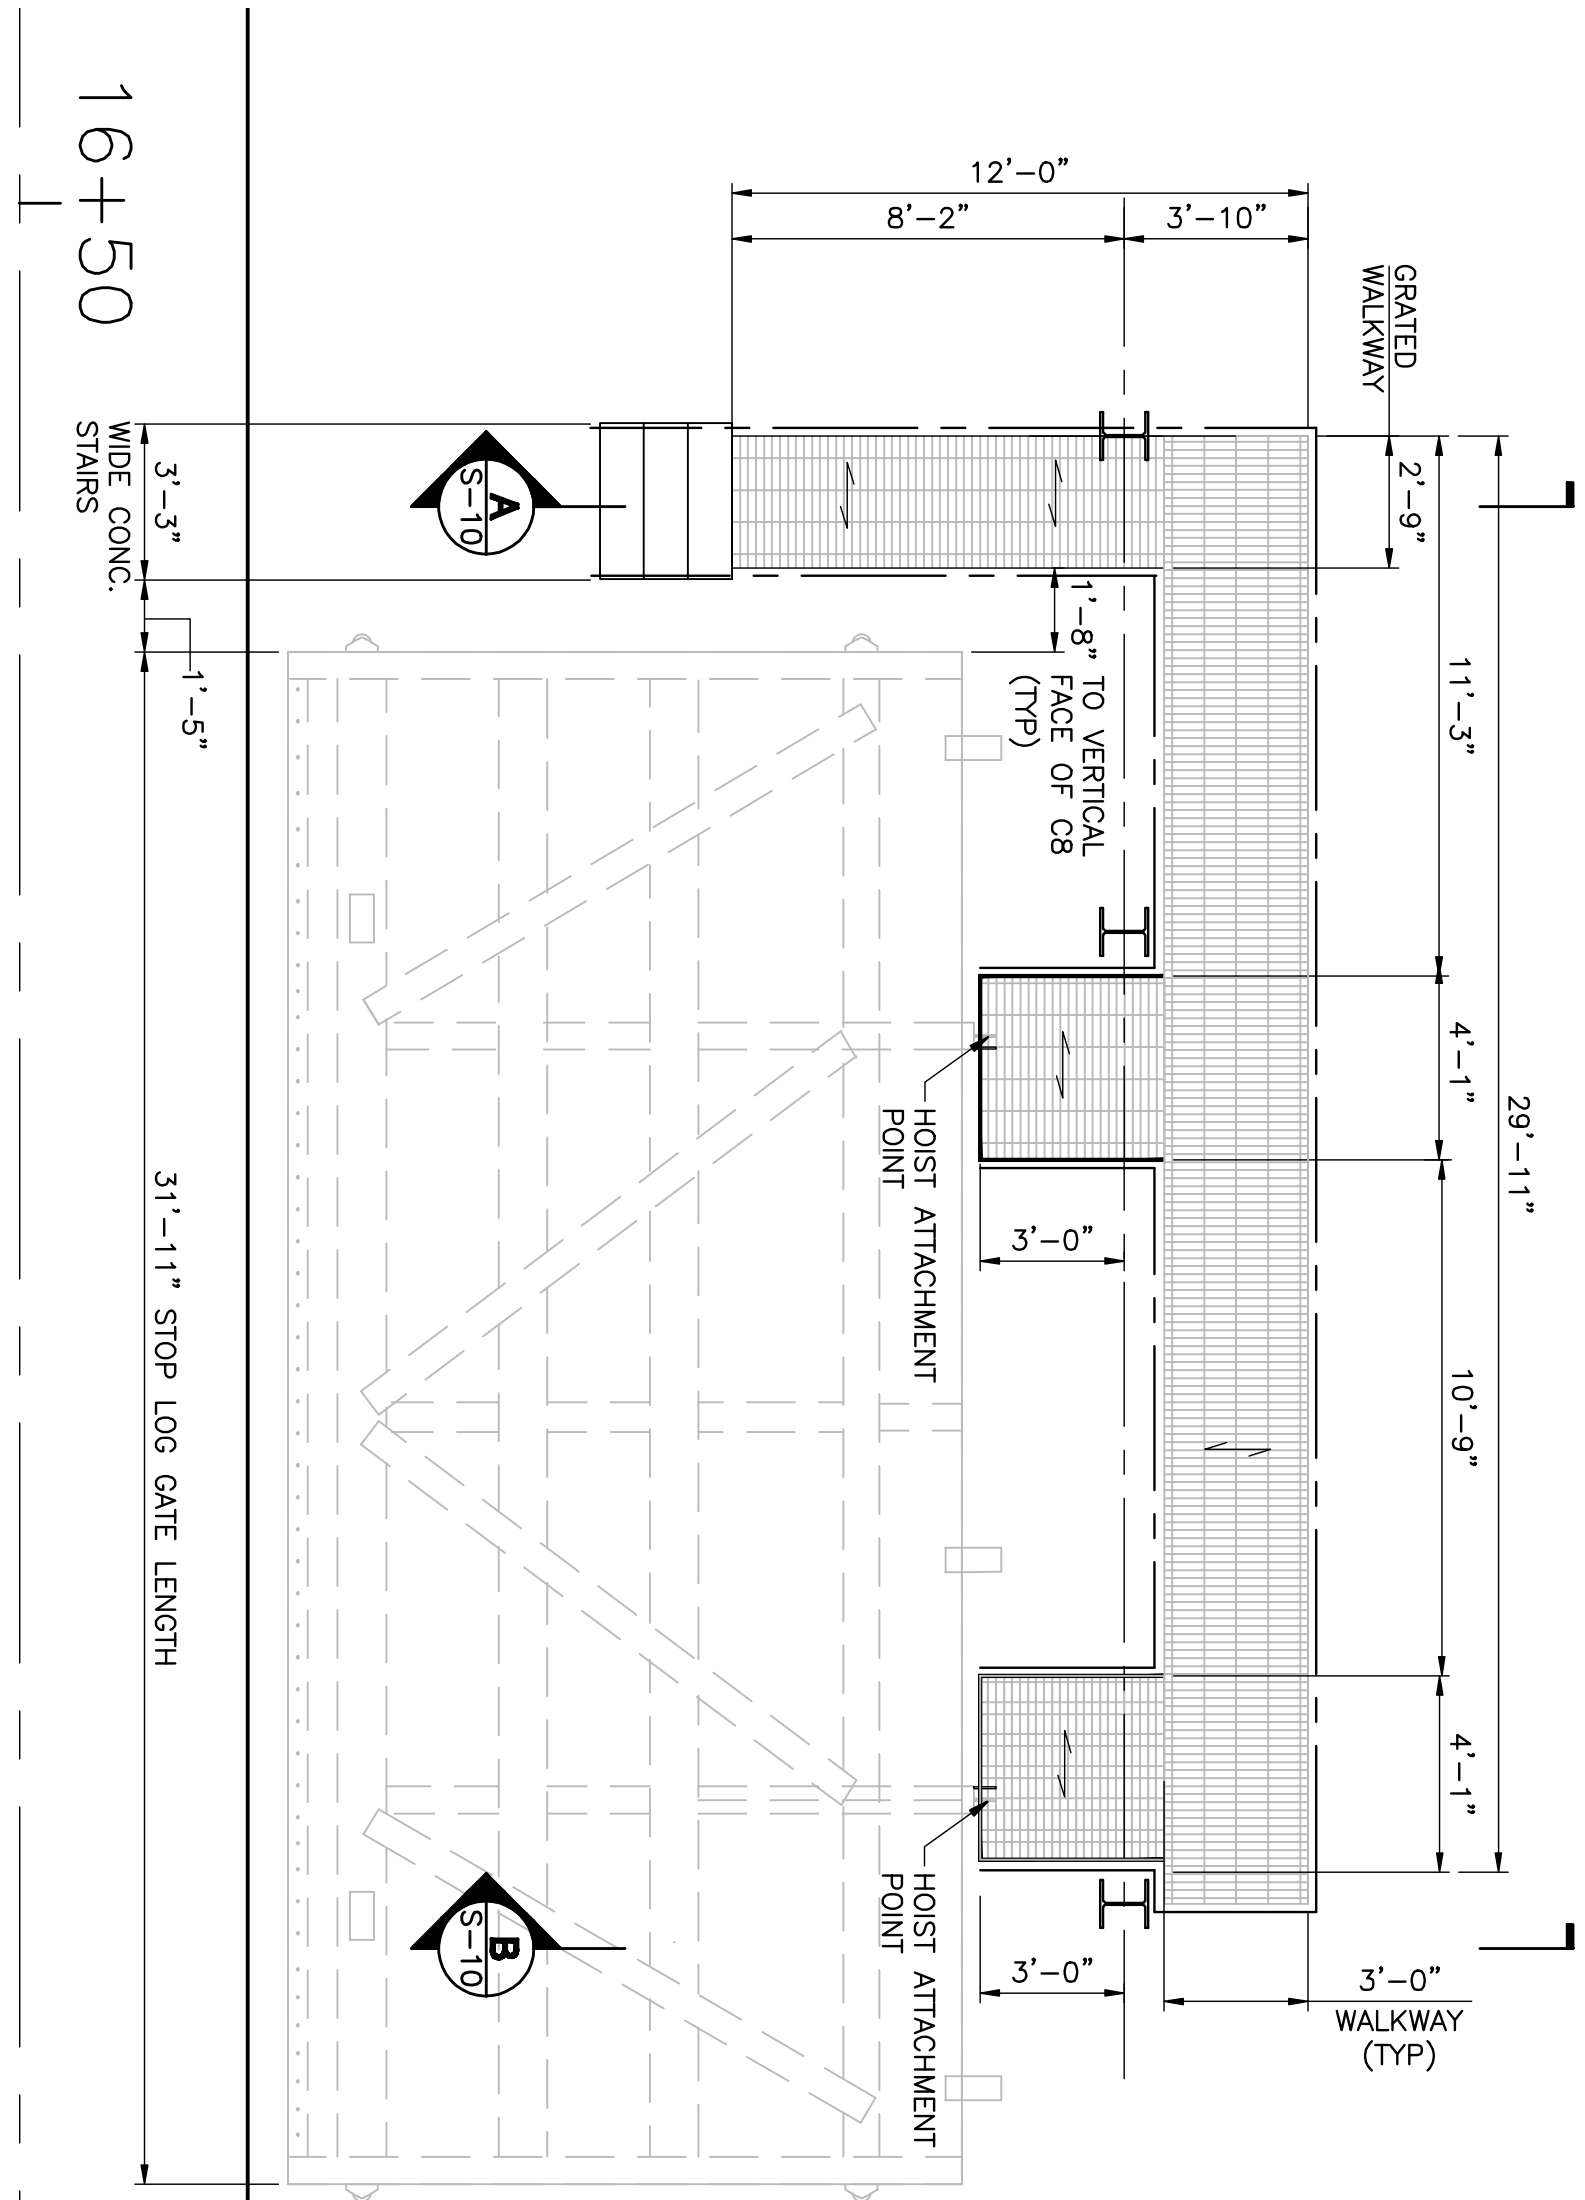 16+50
12’-0”
8’-2”
3’-10”
GRATED
WALKWAY
2’-9”
11’-3”
4’-1”
29’-11”
10’-9”
4’-1”
WIDE CONC.
STAIRS
3’-3”
1’-5”
A
S-10
1’-8” TO VERTICAL
FACE OF C8
(TYP)
HOIST ATTACHMENT
POINT
3’-0”
31’-11” STOP LOG GATE LENGTH
HOIST ATTACHMENT
POINT
3’-0”
B
S-10
3’-0”
WALKWAY
(TYP)